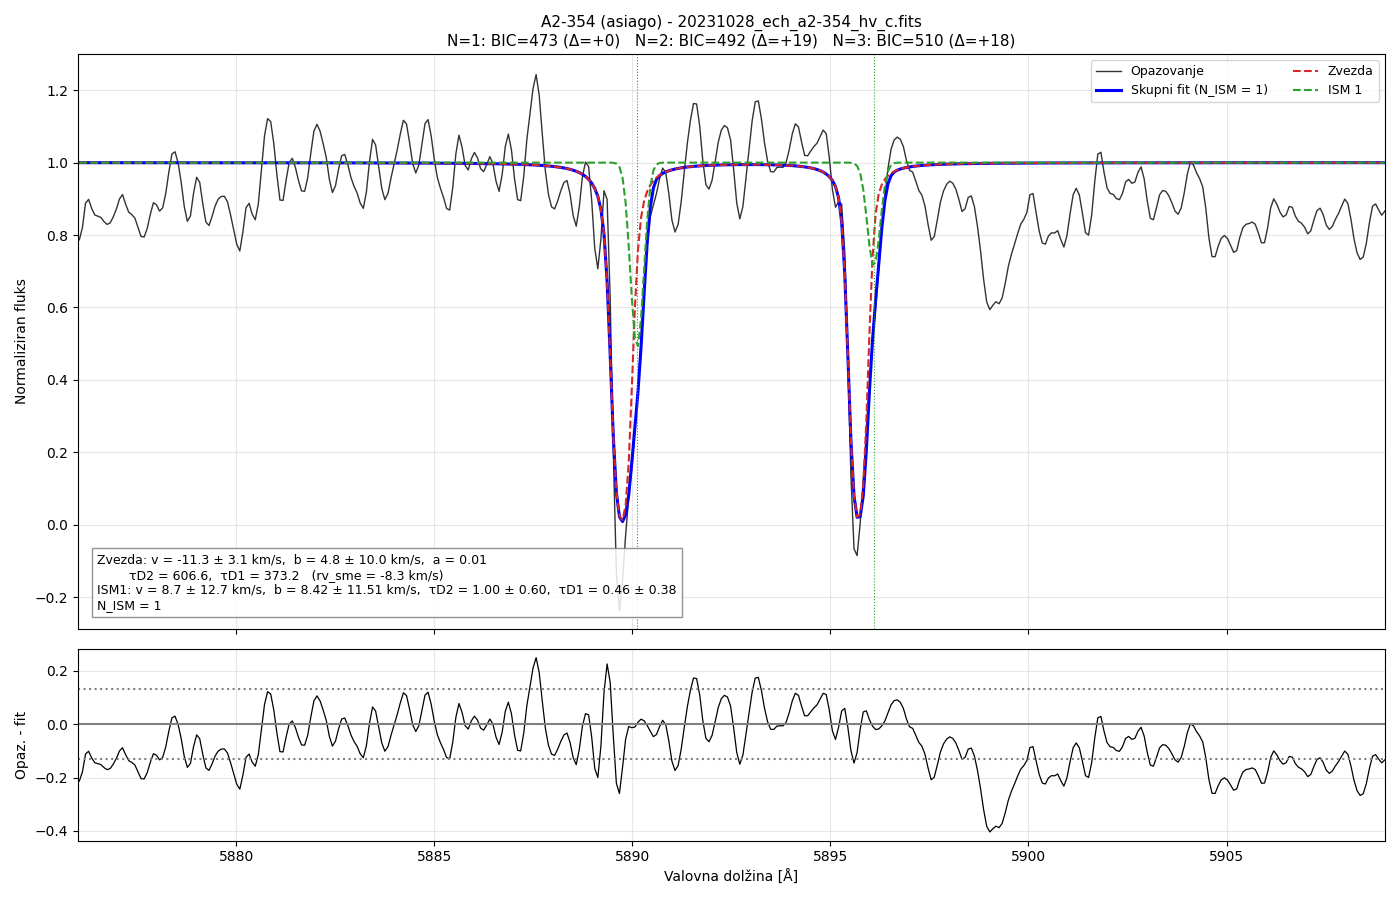 A2-354 (asiago) - 20231028_ech_a2-354_hv_c.fits
N=1: BIC=473 (Δ=+0)   N=2: BIC=492 (Δ=+19)   N=3: BIC=510 (Δ=+18)
Opazovanje
Skupni fit (N_ISM = 1)
Zvezda
ISM 1
Normaliziran fluks
1.2
1.0
0.8
0.6
0.4
0.2
0.0
−0.2
Zvezda: v = -11.3 ± 3.1 km/s,  b = 4.8 ± 10.0 km/s,  a = 0.01
τD2 = 606.6,  τD1 = 373.2   (rv_sme = -8.3 km/s)
ISM1: v = 8.7 ± 12.7 km/s,  b = 8.42 ± 11.51 km/s,  τD2 = 1.00 ± 0.60,  τD1 = 0.46 ± 0.38
N_ISM = 1
Opaz. - fit
0.2
0.0
−0.2
−0.4
5880
5885
5890
5895
5900
5905
Valovna dolžina [Å]